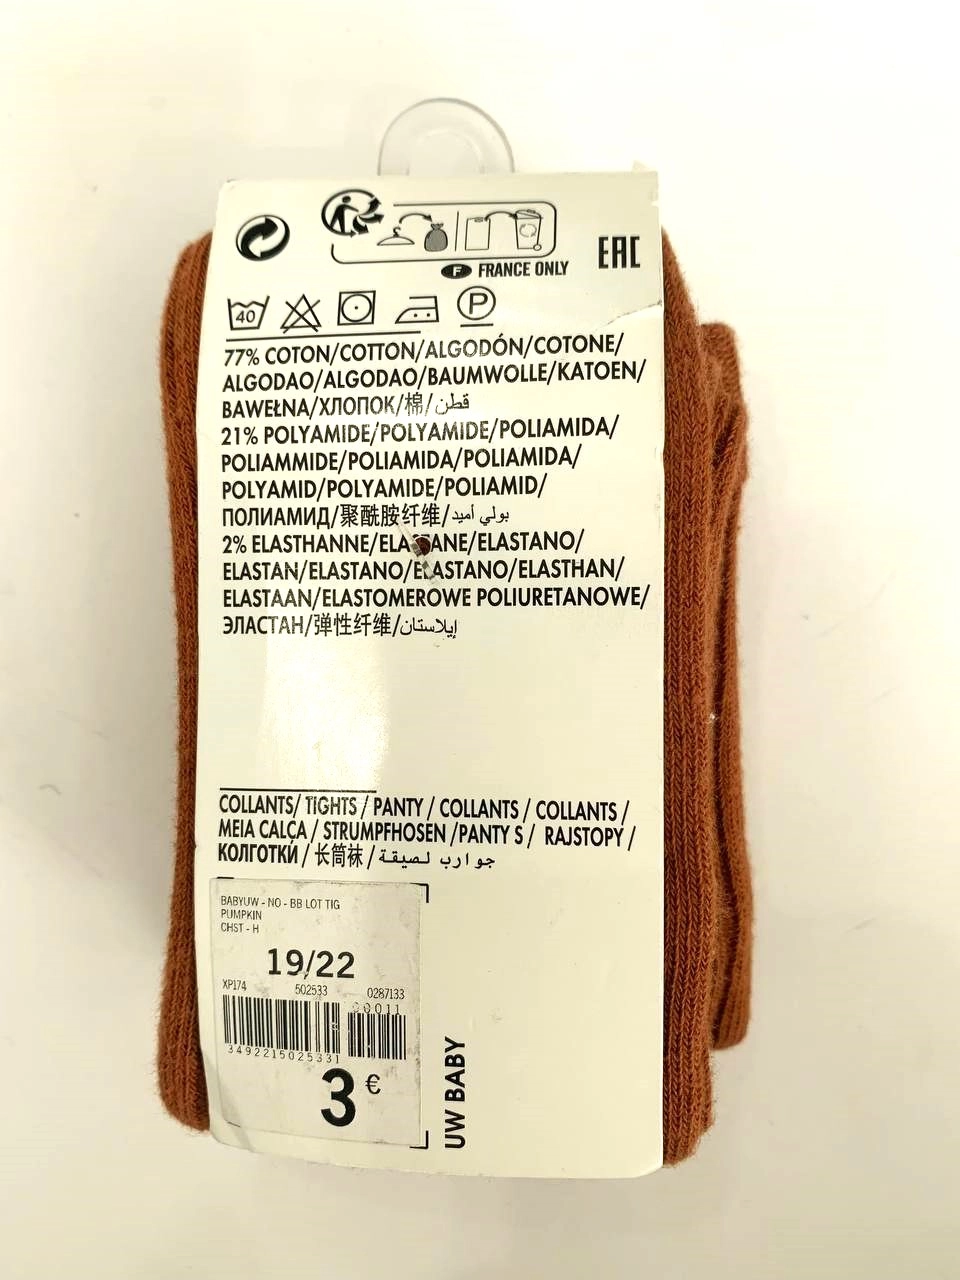 EAC
F FRANCE ONLY
40 P
77% COTON/COTTON/ALGODÓN/COTONE/
ALGODAO/ALGODAO/BAUMWOLLE/KATOEN/
BAWEŁNA/ХЛОПОК/棉/قطن
21% POLYAMIDE/POLYAMIDE/POLIAMIDA/
POLIAMMIDE/POLIAMIDA/POLIAMIDA/
POLYAMID/POLYAMIDE/POLIAMID/
ПОЛИАМИД/聚酰胺纤维/بولي أميد
2% ELASTHANNE/ELASTANE/ELASTANO/
ELASTAN/ELASTANO/ELASTANO/ELASTHAN/
ELASTAAN/ELASTOMEROWE POLIURETANOWE/
ЭЛАСТАН/弹性纤维/إيلاستان
COLLANTS/ TIGHTS / PANTY / COLLANTS / COLLANTS /
MEIA CALÇA / STRUMPFHOSEN /PANTY S / RAJSTOPY /
КОЛГОТКИ / 长筒袜 / جوارب لصيقة
BABYUW - NO - BB LOT TIG
PUMPKIN
CHST - H
19/22
XP174 502533 0287133
00011
3492215025331
3 €
UW BABY